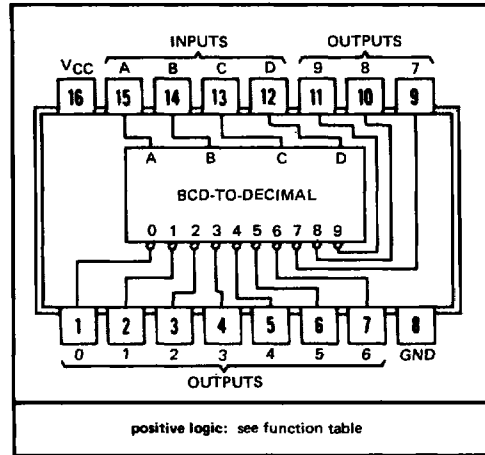 INPUTS OUTPUTS
VCC A B C D 9 8 7
16 15 14 13 12 11 10 9
A B C D
BCD-TO-DECIMAL
0 1 2 3 4 5 6 7 8 9
1 2 3 4 5 6 7 8
0 1 2 3 4 5 6 GND
OUTPUTS
positive logic: see function table